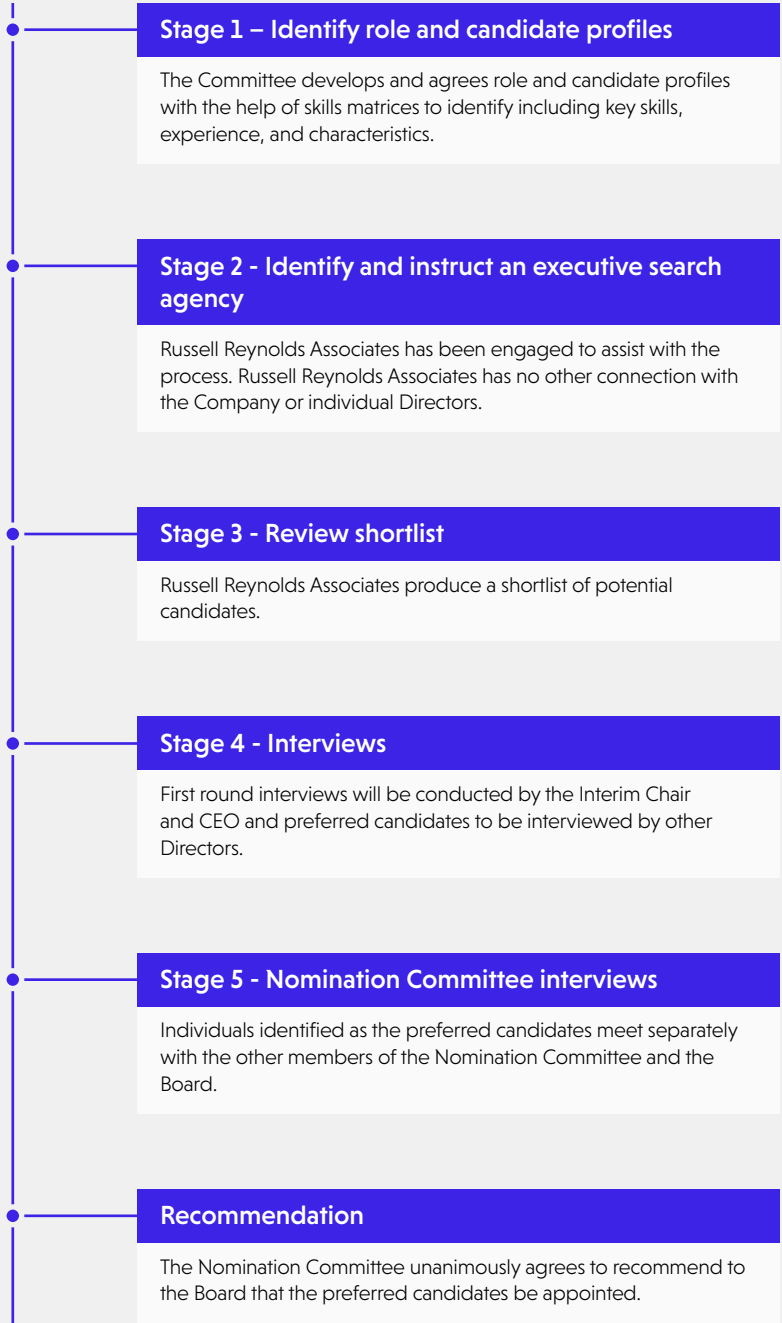 Stage 1 – Identify role and candidate profiles
The Committee develops and agrees role and candidate profiles
with the help of skills matrices to identify including key skills,
experience, and characteristics.
Stage 2 - Identify and instruct an executive search
agency
Russell Reynolds Associates has been engaged to assist with the
process. Russell Reynolds Associates has no other connection with
the Company or individual Directors.
Stage 3 - Review shortlist
Russell Reynolds Associates produce a shortlist of potential
candidates.
Stage 4 - Interviews
First round interviews will be conducted by the Interim Chair
and CEO and preferred candidates to be interviewed by other
Directors.
Stage 5 - Nomination Committee interviews
Individuals identified as the preferred candidates meet separately
with the other members of the Nomination Committee and the
Board.
Recommendation
The Nomination Committee unanimously agrees to recommend to
the Board that the preferred candidates be appointed.